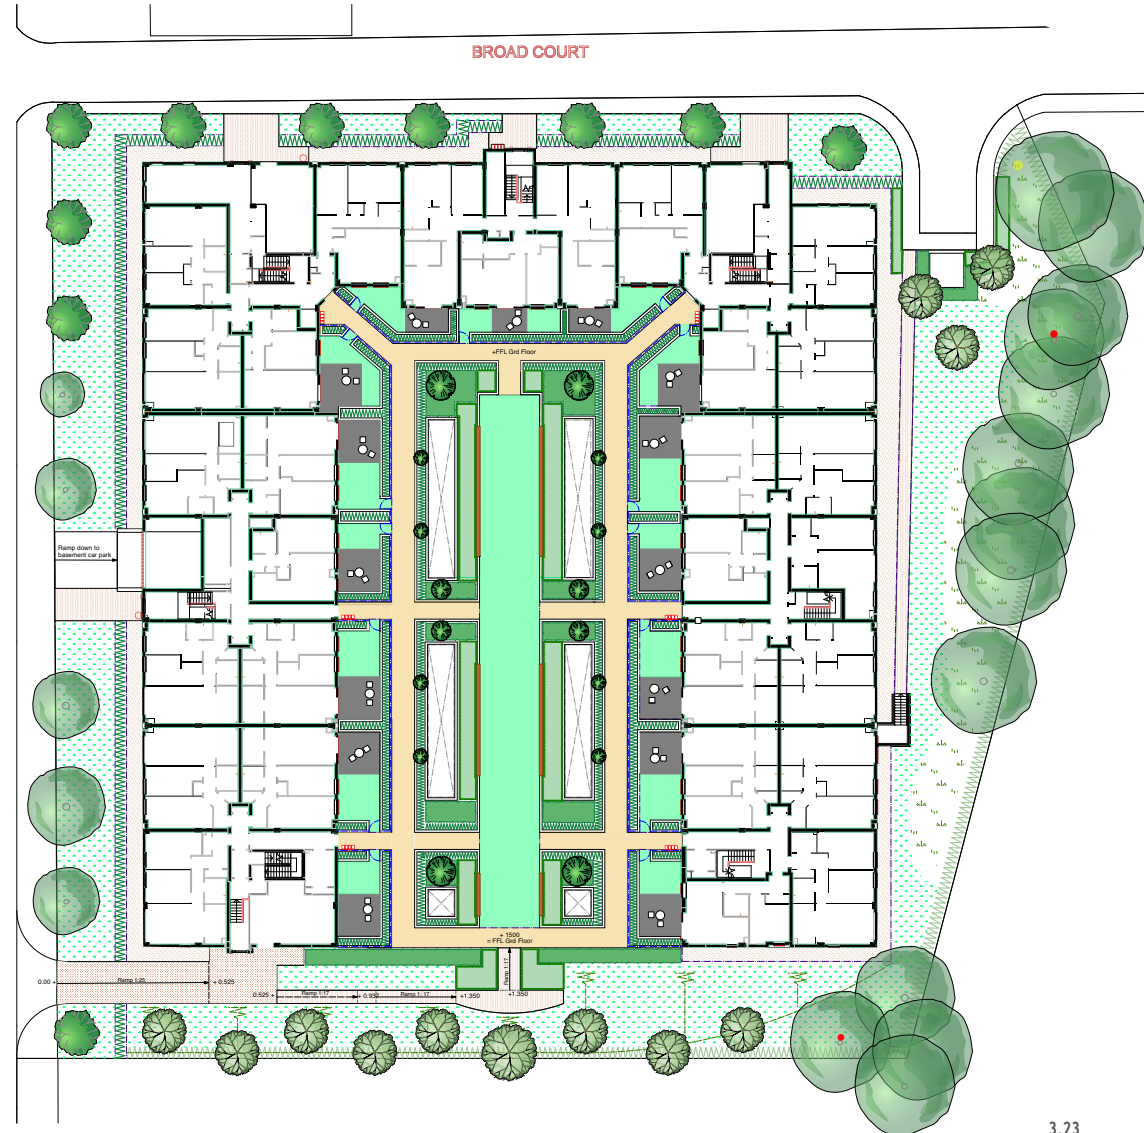 BROAD COURT
+FFL Grd Floor
Ramp down to
basement car park
+ 1500
= FFL Grd Floor
Ramp 1:17
0.00 +
Ramp 1:25
+ 0.525
0.525 +
Ramp 1:17
+ 0.937
Ramp 1: 17
+1.350
+1.350
3.23